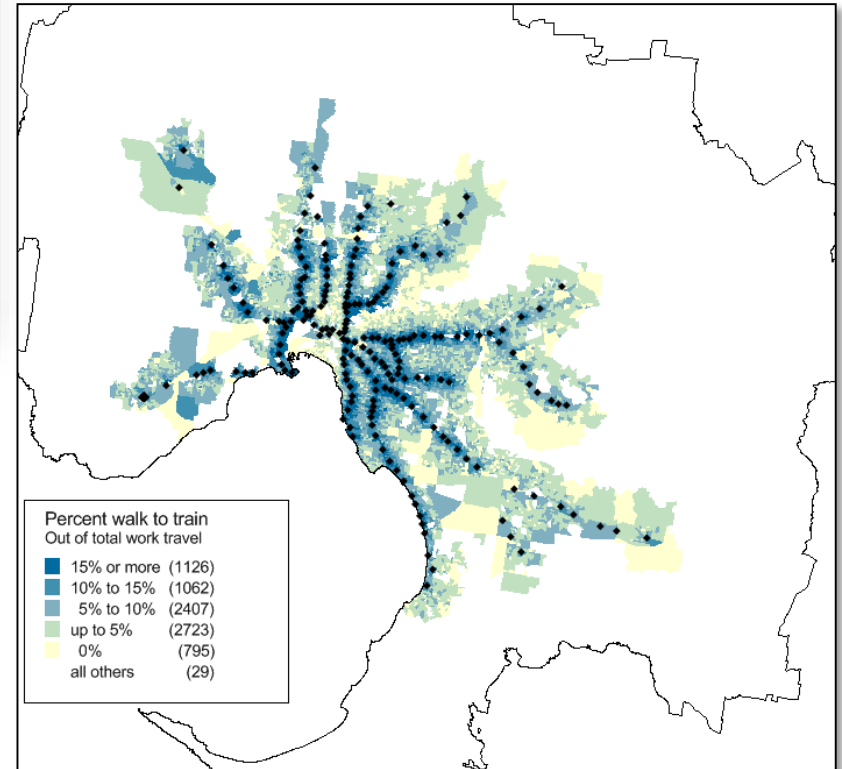 Percent walk to train
Out of total work travel
15% or more (1126)
10% to 15% (1062)
5% to 10% (2407)
up to 5% (2723)
0% (795)
all others (29)